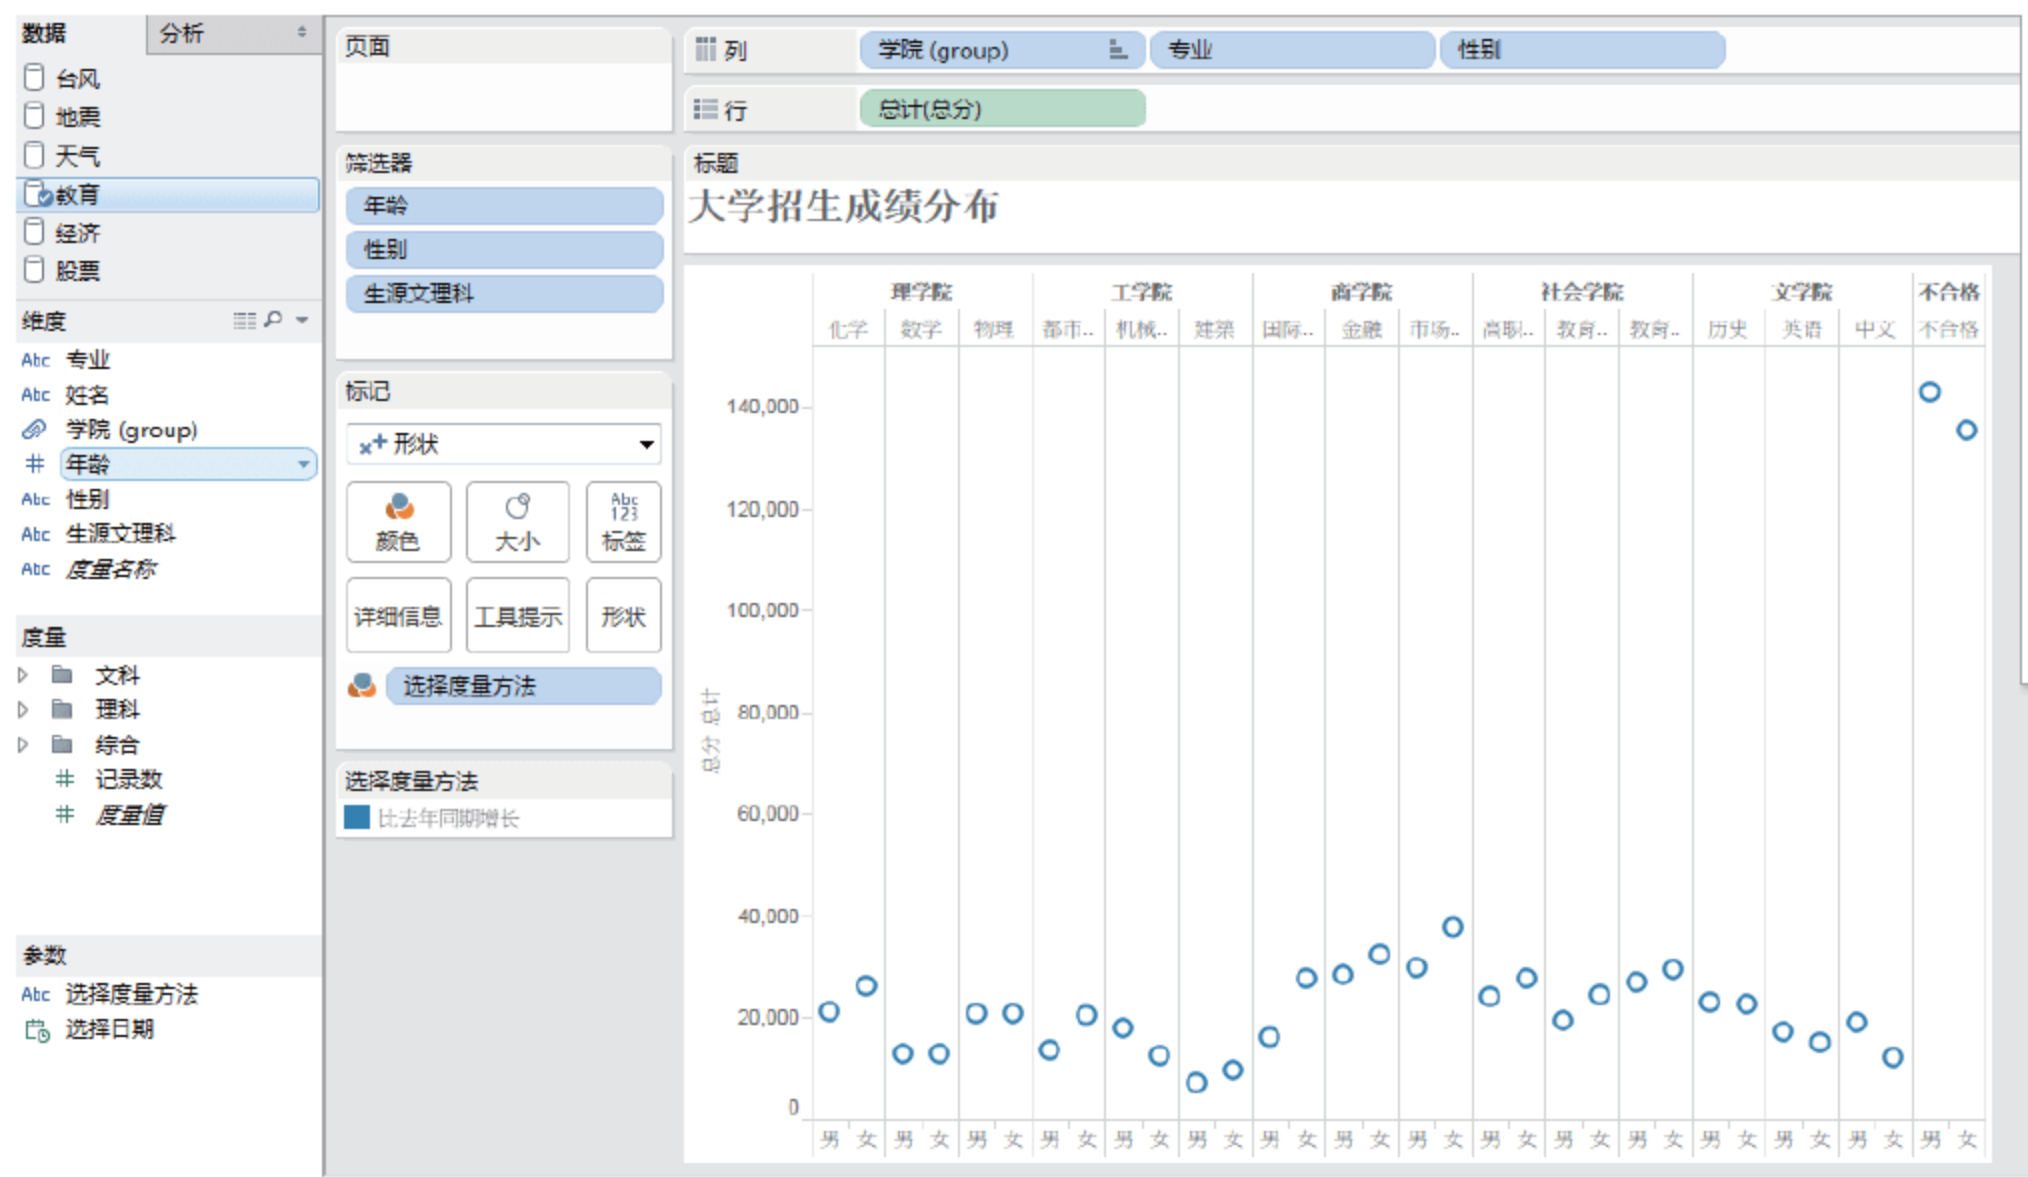 数据 分析
台风
地震
天气
教育
经济
股票
维度
Abc 专业
Abc 姓名
学院 (group)
# 年龄
Abc 性别
Abc 生源文理科
Abc 度量名称
度量
文科
理科
综合
# 记录数
# 度量值
参数
Abc 选择度量方法
选择日期
页面
筛选器
年龄
性别
生源文理科
标记
形状
颜色 大小 Abc 123 标签
详细信息 工具提示 形状
选择度量方法
选择度量方法
比去年同期增长
列 学院 (group) 专业 性别
行 总计(总分)
标题
大学招生成绩分布
理学院 工学院 商学院 社会学院 文学院 不合格
化学 数学 物理 都市.. 机械.. 建築 国际.. 金融 市场.. 高职.. 教育.. 教育.. 历史 英语 中文 不合格
140,000
120,000
100,000
80,000
60,000
40,000
20,000
0
总分 总计
男 女 男 女 男 女 男 女 男 女 男 女 男 女 男 女 男 女 男 女 男 女 男 女 男 女 男 女 男 女 男 女